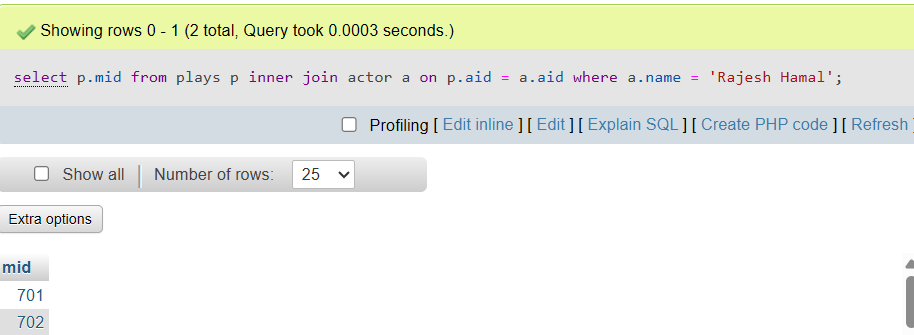 Showing rows 0 - 1 (2 total, Query took 0.0003 seconds.)
select p.mid from plays p inner join actor a on p.aid = a.aid where a.name = 'Rajesh Hamal';
Profiling [ Edit inline ] [ Edit ] [ Explain SQL ] [ Create PHP code ] [ Refresh ]
Show all Number of rows: 25
Extra options
mid
701
702